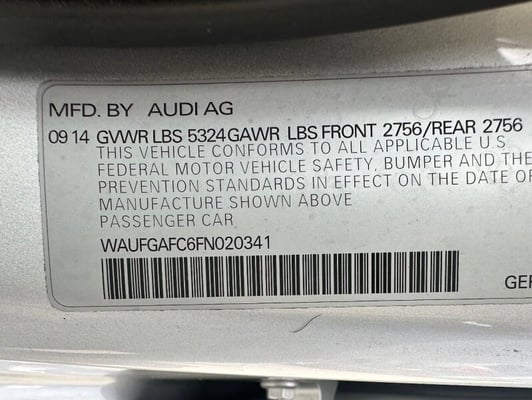 MFD. BY AUDI AG
09 14 GVWR LBS 5324 GAWR LBS FRONT 2756/REAR 2756
THIS VEHICLE CONFORMS TO ALL APPLICABLE U.S
FEDERAL MOTOR VEHICLE SAFETY, BUMPER AND THE
PREVENTION STANDARDS IN EFFECT ON THE DATE O
MANUFACTURE SHOWN ABOVE
PASSENGER CAR
WAUFGAFC6FN020341
GER